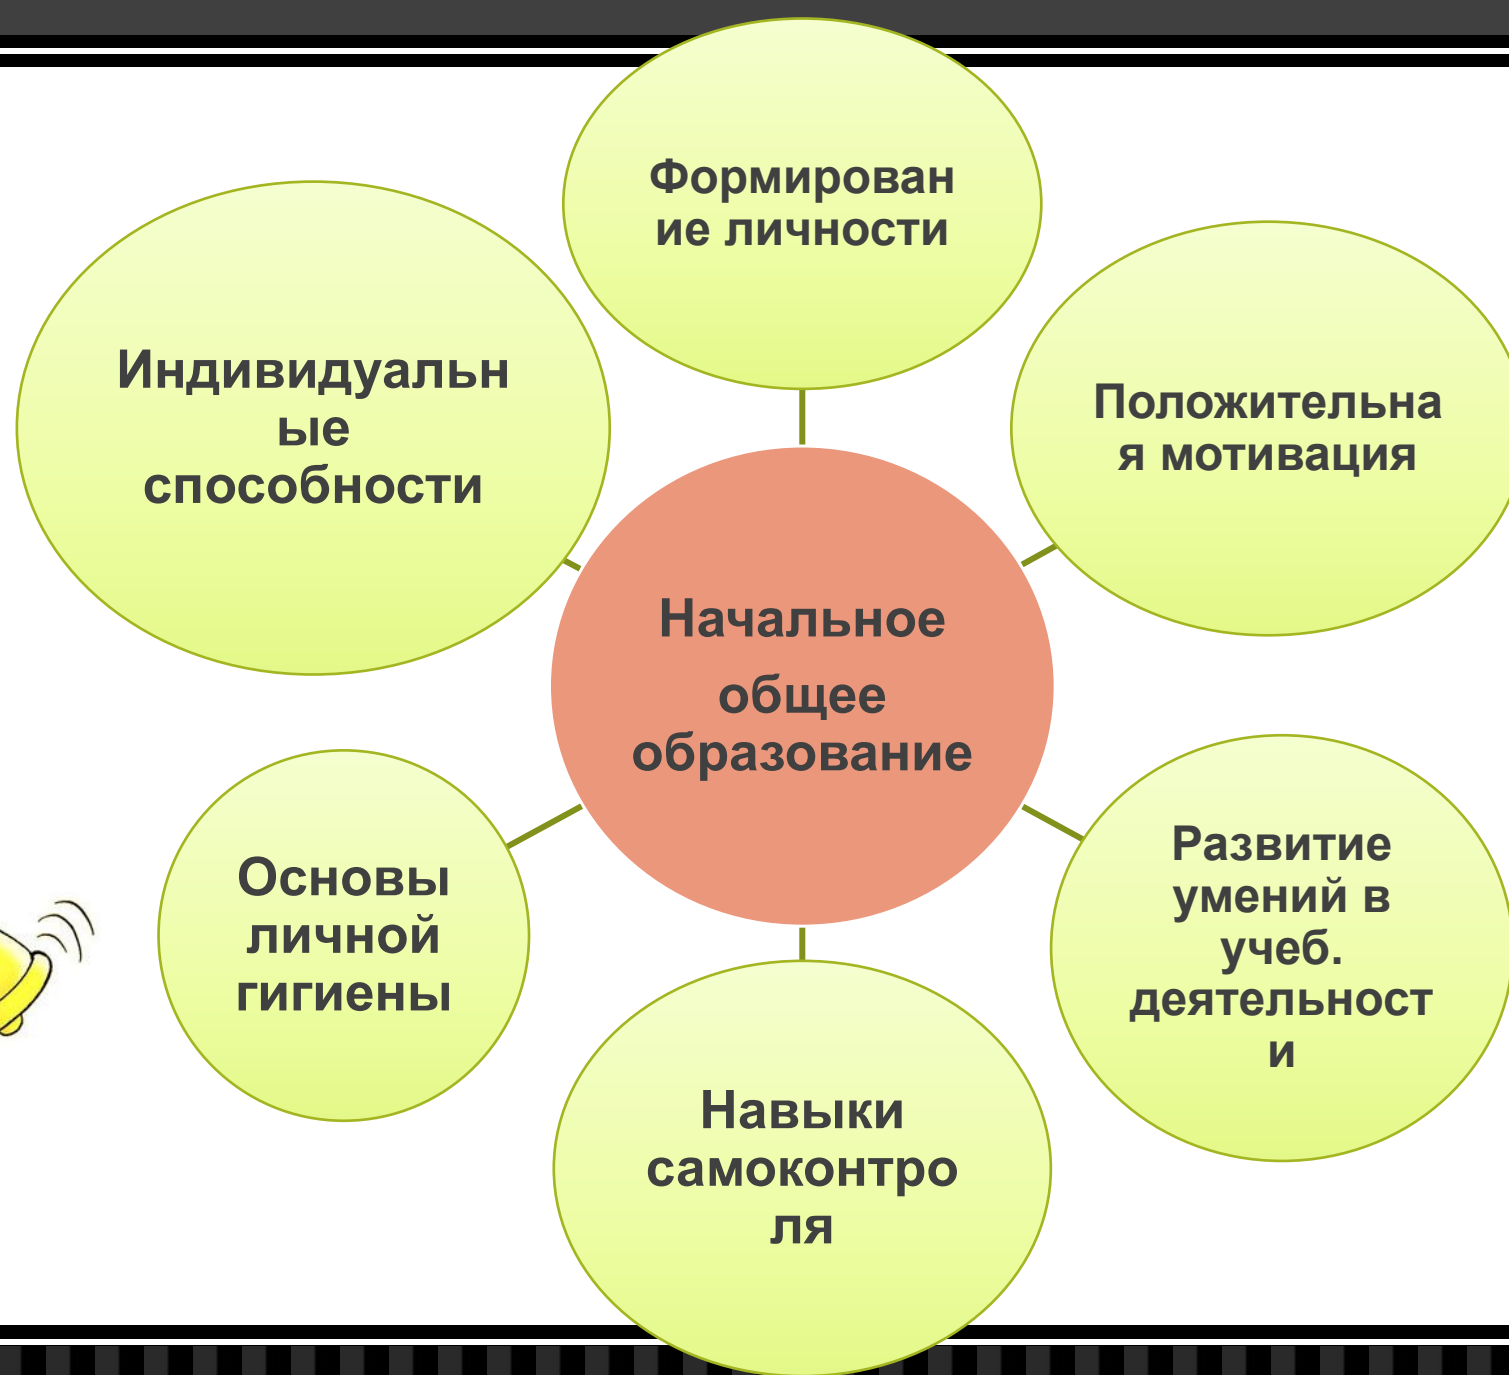 Формирован
ие личности
Индивидуальн
ые
способности
Положительна
я мотивация
Начальное
общее
образование
Основы
личной
гигиены
Развитие
умений в
учеб.
деятельност
и
Навыки
самоконтро
ля